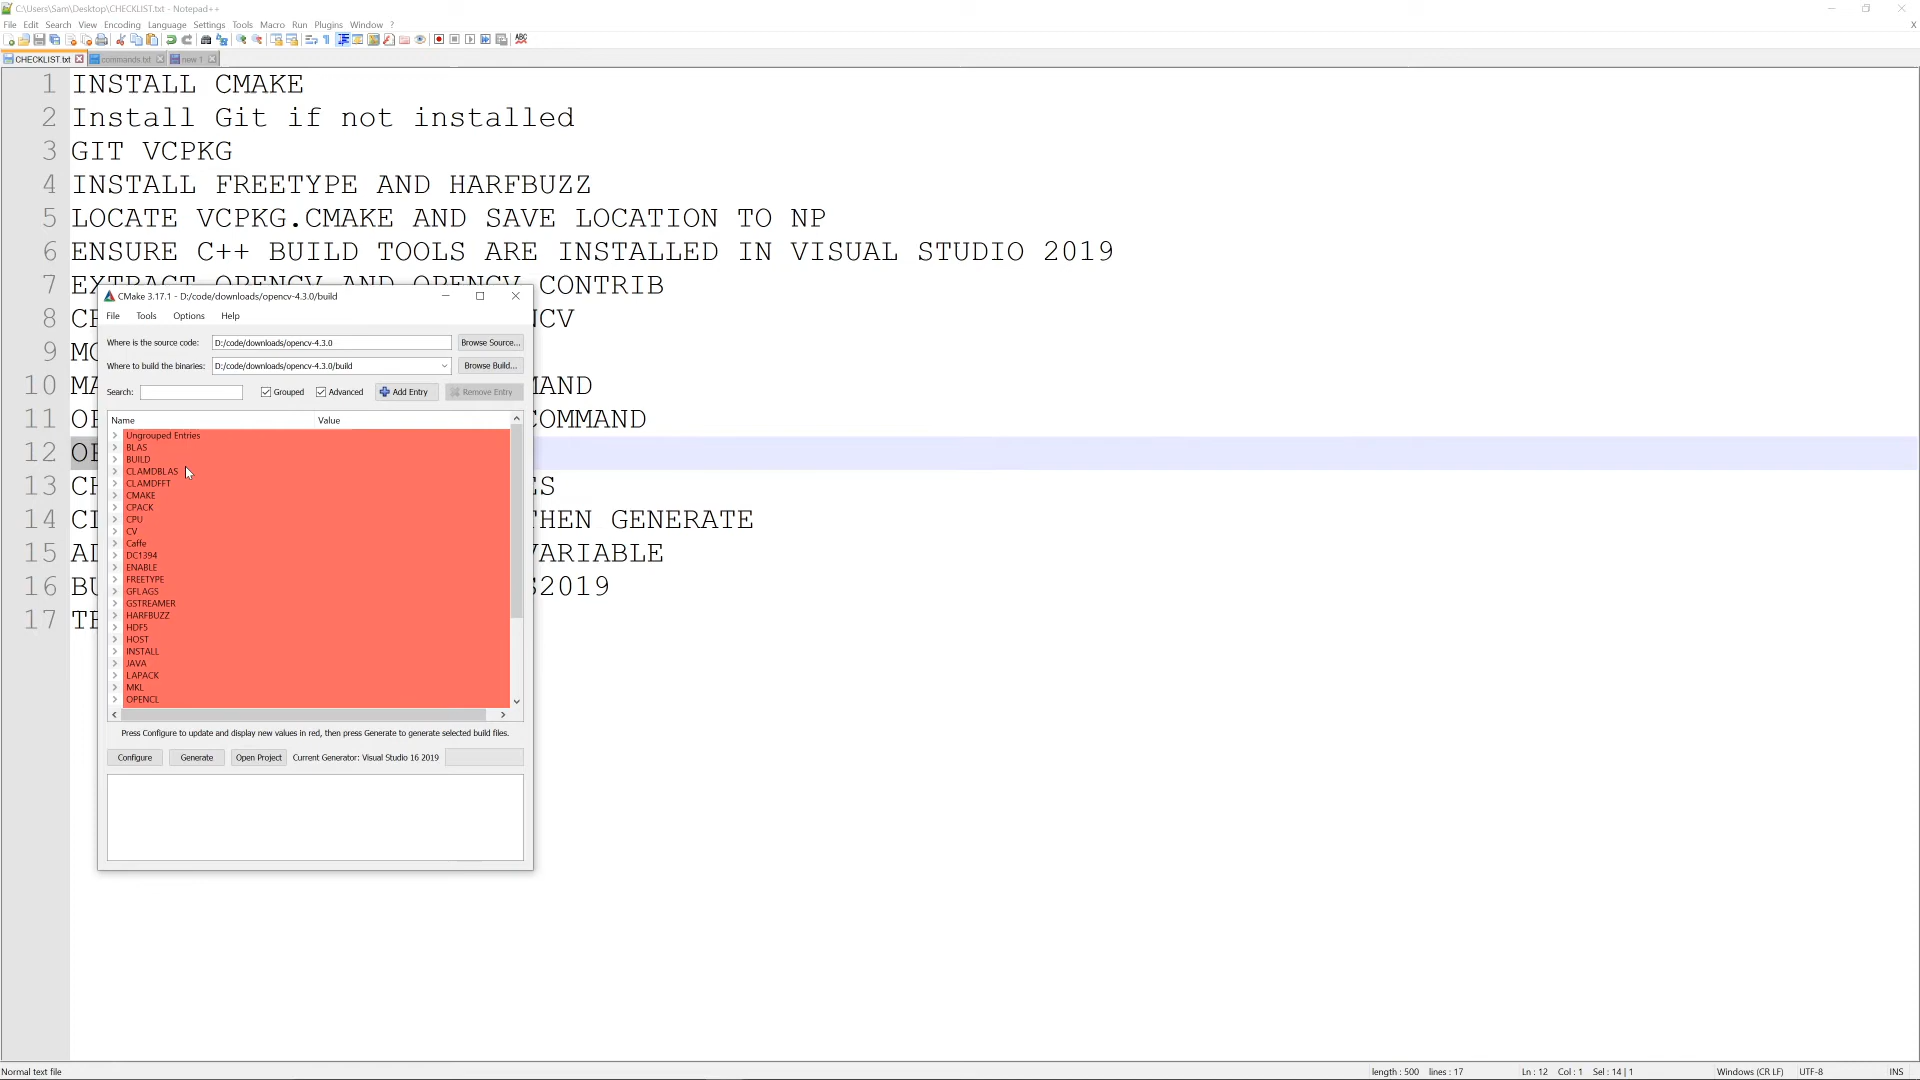 C:\Users\Sam\Desktop\CHECKLIST.txt - Notepad++
File Edit Search View Encoding Language Settings Tools Macro Run Plugins Window ?
CHECKLIST.txt commands.txt new 1
1 INSTALL CMAKE
2 Install Git if not installed
3 GIT VCPKG
4 INSTALL FREETYPE AND HARFBUZZ
5 LOCATE VCPKG.CMAKE AND SAVE LOCATION TO NP
6 ENSURE C++ BUILD TOOLS ARE INSTALLED IN VISUAL STUDIO 2019
7 EXTRACT OPENCV AND OPENCV CONTRIB
8
9
10
11 COMMAND
12
13
14 THEN GENERATE
15 VARIABLE
16
17
CMake 3.17.1 - D:/code/downloads/opencv-4.3.0/build
File Tools Options Help
Where is the source code: D:/code/downloads/opencv-4.3.0 Browse Source...
Where to build the binaries: D:/code/downloads/opencv-4.3.0/build Browse Build...
Search: Grouped Advanced Add Entry Remove Entry
Name Value
Ungrouped Entries
BLAS
BUILD
CLAMDBLAS
CLAMDFFT
CMAKE
CPACK
CPU
CV
Caffe
DC1394
ENABLE
FREETYPE
GFLAGS
GSTREAMER
HARFBUZZ
HDF5
HOST
INSTALL
JAVA
LAPACK
MKL
OPENCL
Press Configure to update and display new values in red, then press Generate to generate selected build files.
Configure Generate Open Project Current Generator: Visual Studio 16 2019
Normal text file length : 500 lines : 17 Ln : 12 Col : 1 Sel : 14 | 1 Windows (CR LF) UTF-8 INS